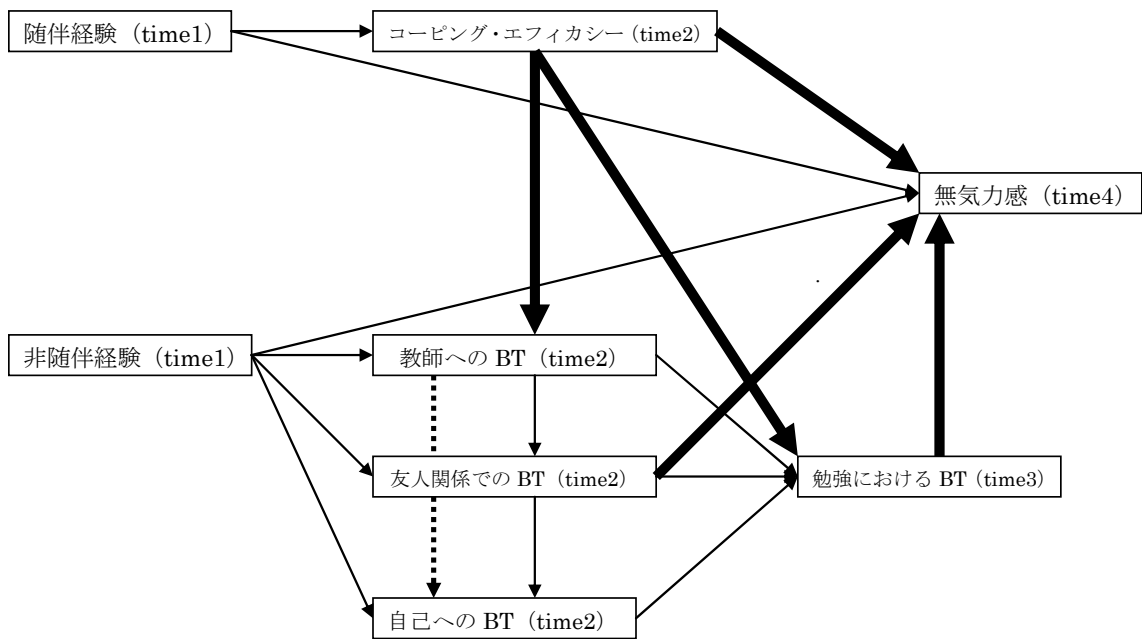 随伴経験（time1）
コーピング・エフィカシー（time2）
無気力感（time4）
非随伴経験（time1）
教師への BT（time2）
友人関係での BT（time2）
勉強における BT（time3）
自己への BT（time2）